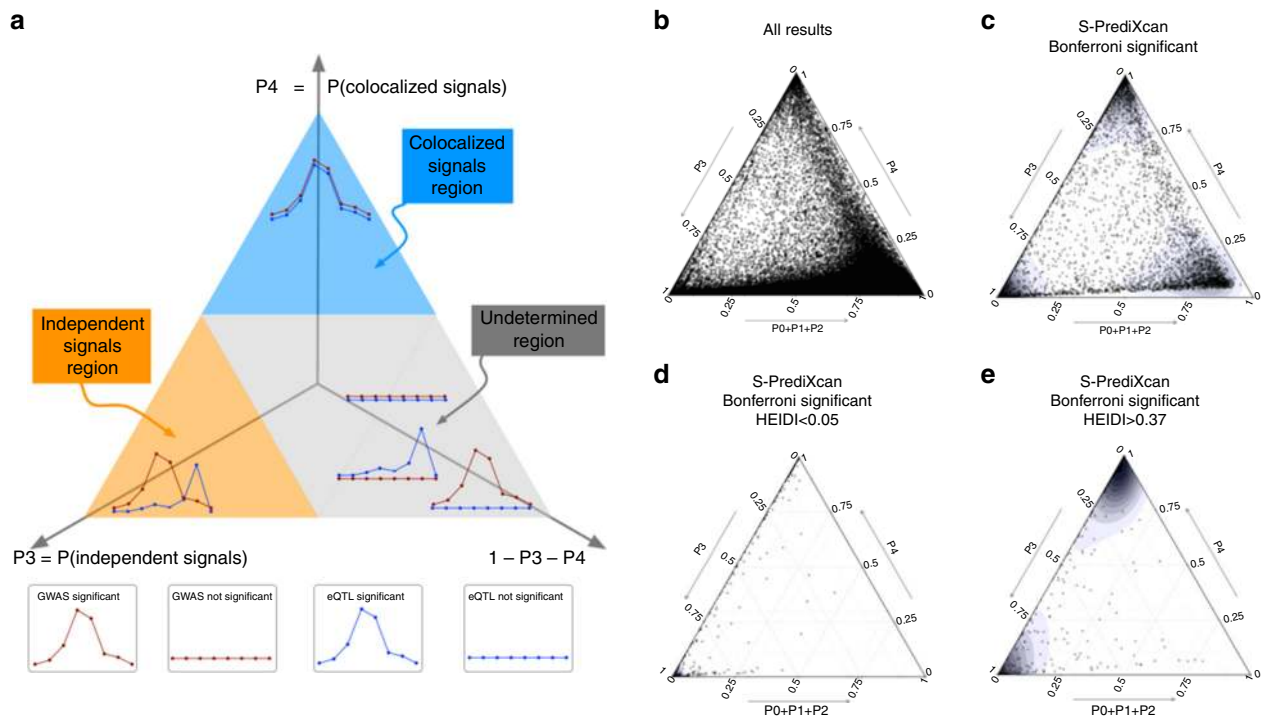 a
P4 = P(colocalized signals)
Colocalized
signals
region
Independent
signals
region
Undetermined
region
P3 = P(independent signals)
1 – P3 – P4
GWAS significant
GWAS not significant
eQTL significant
eQTL not significant
b
All results
0 1
0.25
0.75
P3
P4
0.5
0.5
0.75
0.25
1
0
0
1
0.25
0.5
0.75
P0+P1+P2
c
S-PrediXcan
Bonferroni significant
0 1
0.25
0.75
P3
P4
0.5
0.5
0.75
0.25
1
0
0
1
0.25
0.5
0.75
P0+P1+P2
d
S-PrediXcan
Bonferroni significant
HEIDI<0.05
0 1
0.25
0.75
P3
P4
0.5
0.5
0.75
0.25
1
0
0
1
0.25
0.5
0.75
P0+P1+P2
e
S-PrediXcan
Bonferroni significant
HEIDI>0.37
0 1
0.25
0.75
P3
P4
0.5
0.5
0.75
0.25
1
0
0
1
0.25
0.5
0.75
P0+P1+P2